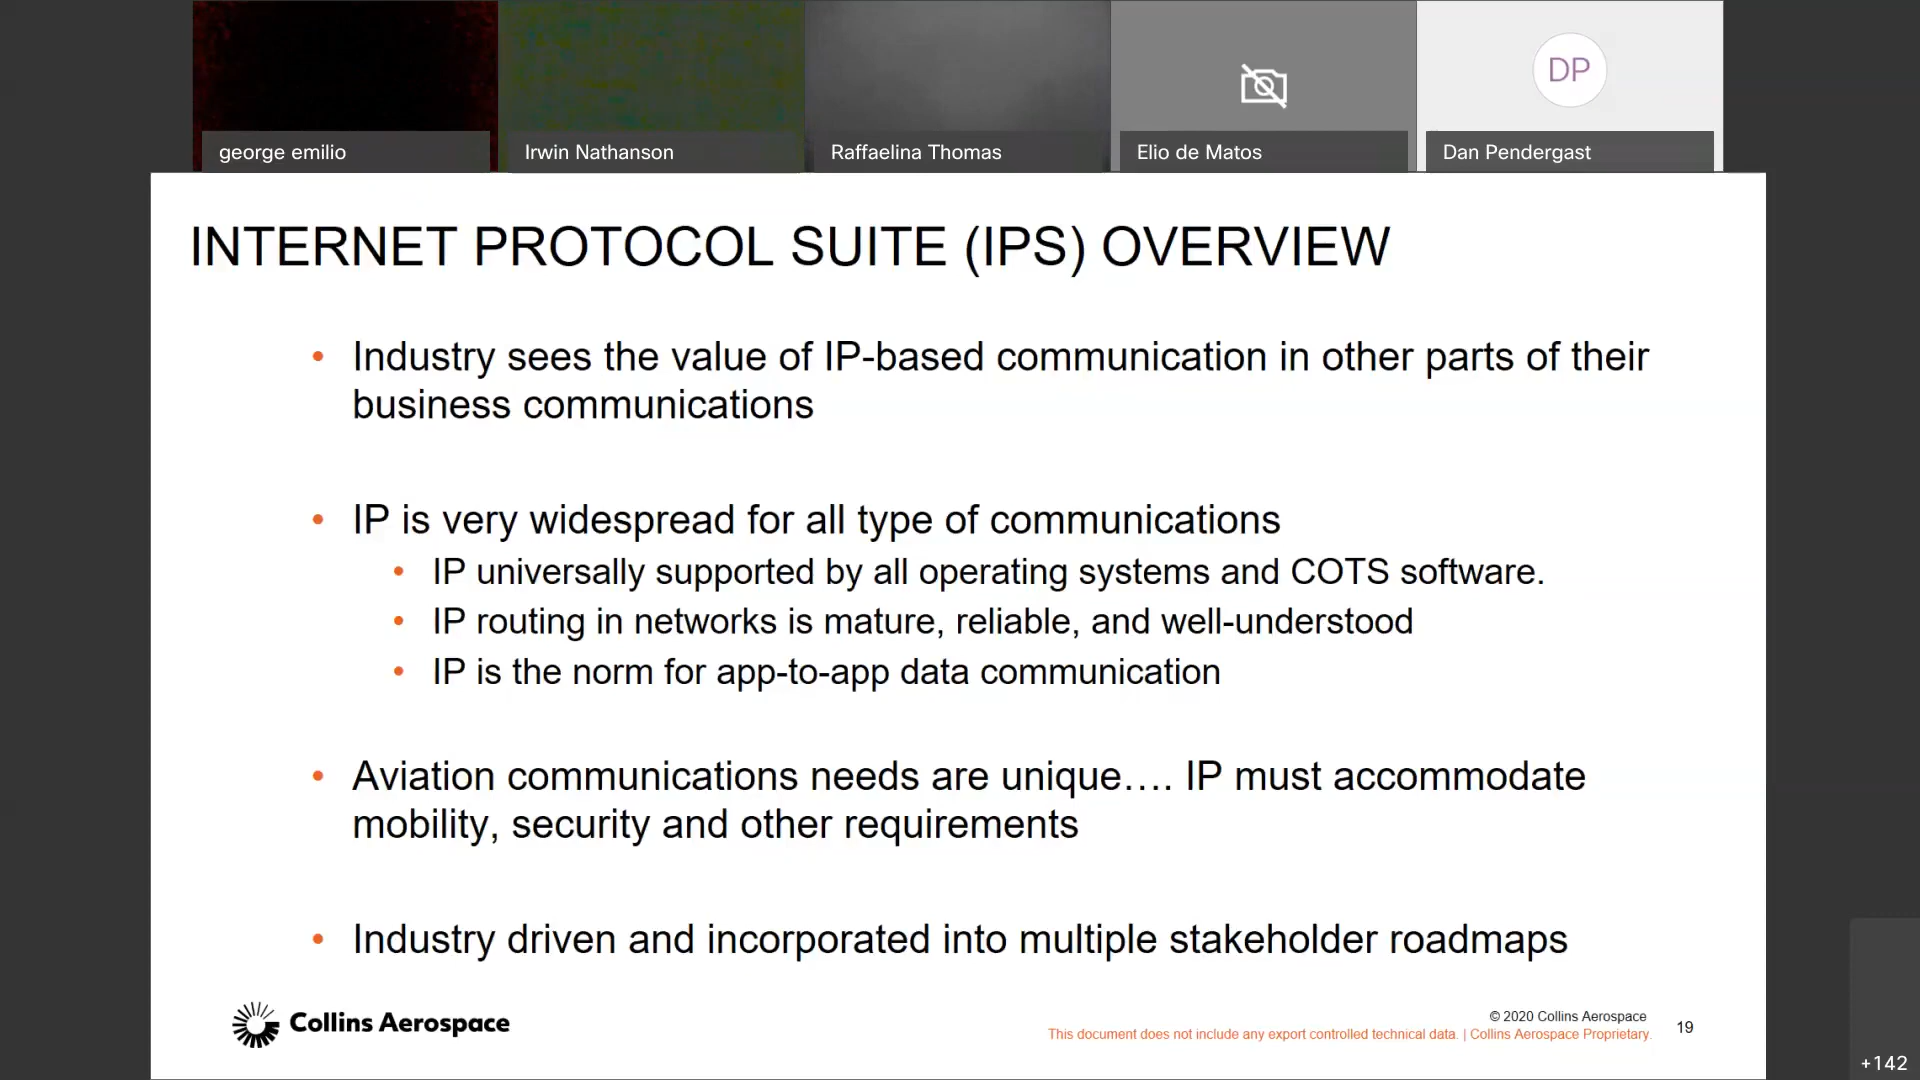 DP
george emilio
Irwin Nathanson
Raffaelina Thomas
Elio de Matos
Dan Pendergast
INTERNET PROTOCOL SUITE (IPS) OVERVIEW
• Industry sees the value of IP-based communication in other parts of their
business communications
• IP is very widespread for all type of communications
• IP universally supported by all operating systems and COTS software.
• IP routing in networks is mature, reliable, and well-understood
• IP is the norm for app-to-app data communication
• Aviation communications needs are unique…. IP must accommodate
mobility, security and other requirements
• Industry driven and incorporated into multiple stakeholder roadmaps
Collins Aerospace
© 2020 Collins Aerospace
This document does not include any export controlled technical data. | Collins Aerospace Proprietary.
19
+142